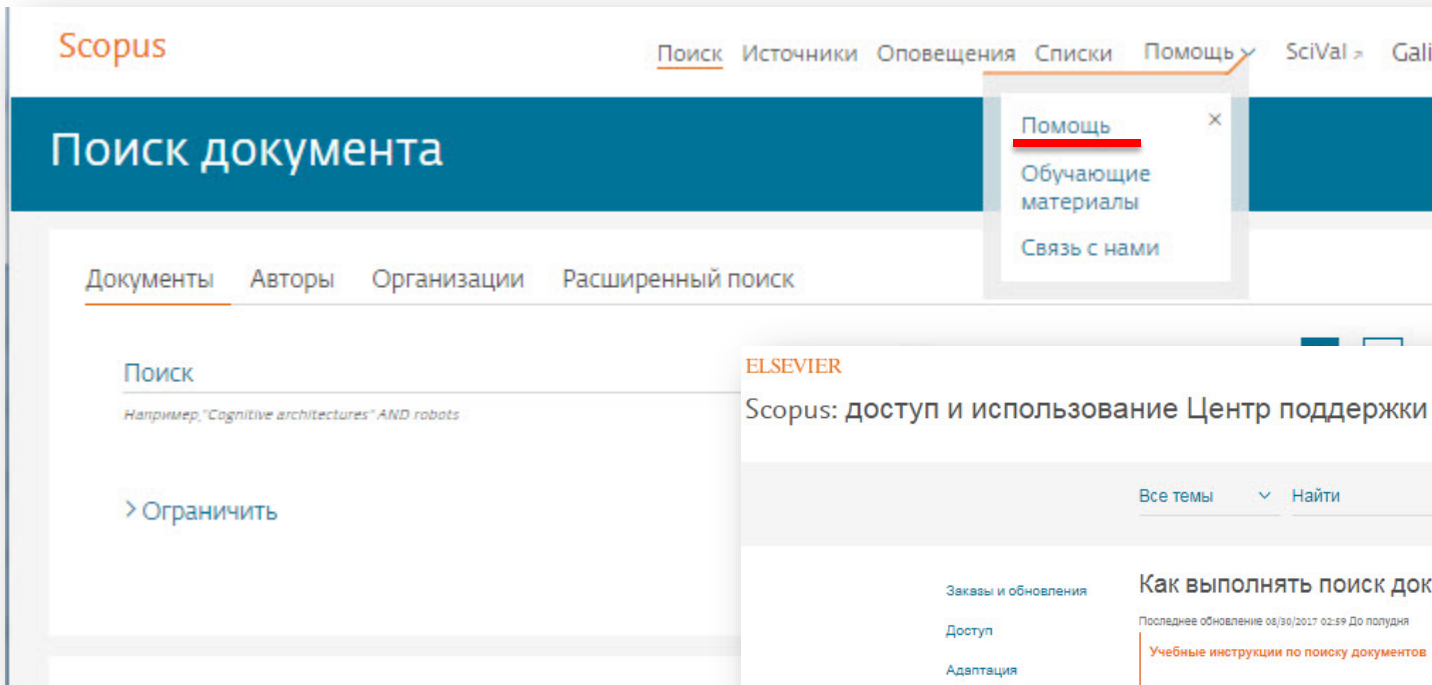 Scopus
Поиск Источники Оповещения Списки Помощь SciVal Gali
Помощь
Обучающие
материалы
Связь с нами
Поиск документа
Документы Авторы Организации Расширенный поиск
Поиск
Например,"Cognitive architectures" AND robots
> Ограничить
ELSEVIER
Scopus: доступ и использование Центр поддержки
Все темы Найти
Заказы и обновления
Доступ
Адаптация
Как выполнять поиск док
Последнее обновление 08/30/2017 02:59 До полудня
Учебные инструкции по поиску документов